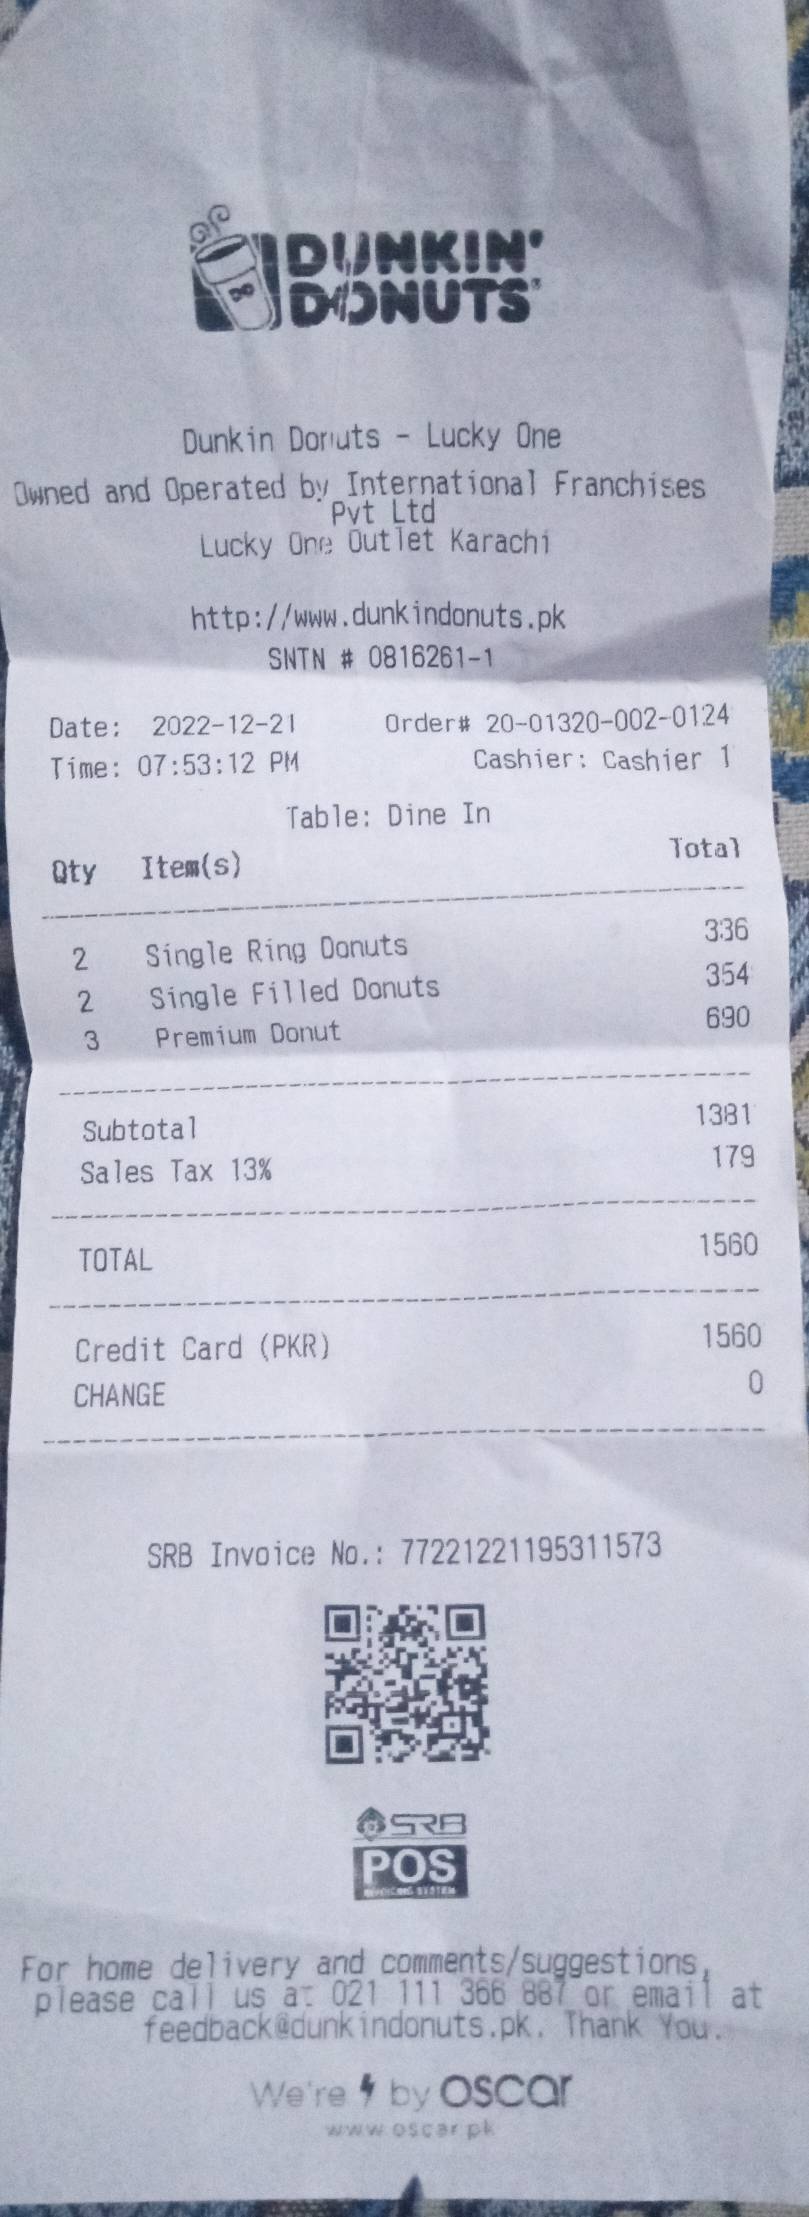 DUNKIN'
DONUTS
Dunkin Donuts - Lucky One
Owned and Operated by International Franchises
Pvt Ltd
Lucky One Outlet Karachi
http://www.dunkindonuts.pk
SNTN # 0816261-1
Date: 2022-12-21 Order# 20-01320-002-0124
Time: 07:53:12 PM Cashier: Cashier 1
Table: Dine In
Qty Item(s) Total
2 Single Ring Donuts 336
2 Single Filled Donuts 354
3 Premium Donut 690
Subtotal 1381
Sales Tax 13% 179
TOTAL 1560
Credit Card (PKR) 1560
CHANGE 0
SRB Invoice No.: 77221221195311573
SRB
POS
INVOICING SYSTEM
For home delivery and comments/suggestions,
please call us at 021 111 366 887 or email at
feedback@dunkindonuts.pk. Thank You.
We're by oscar
www.oscar.pk